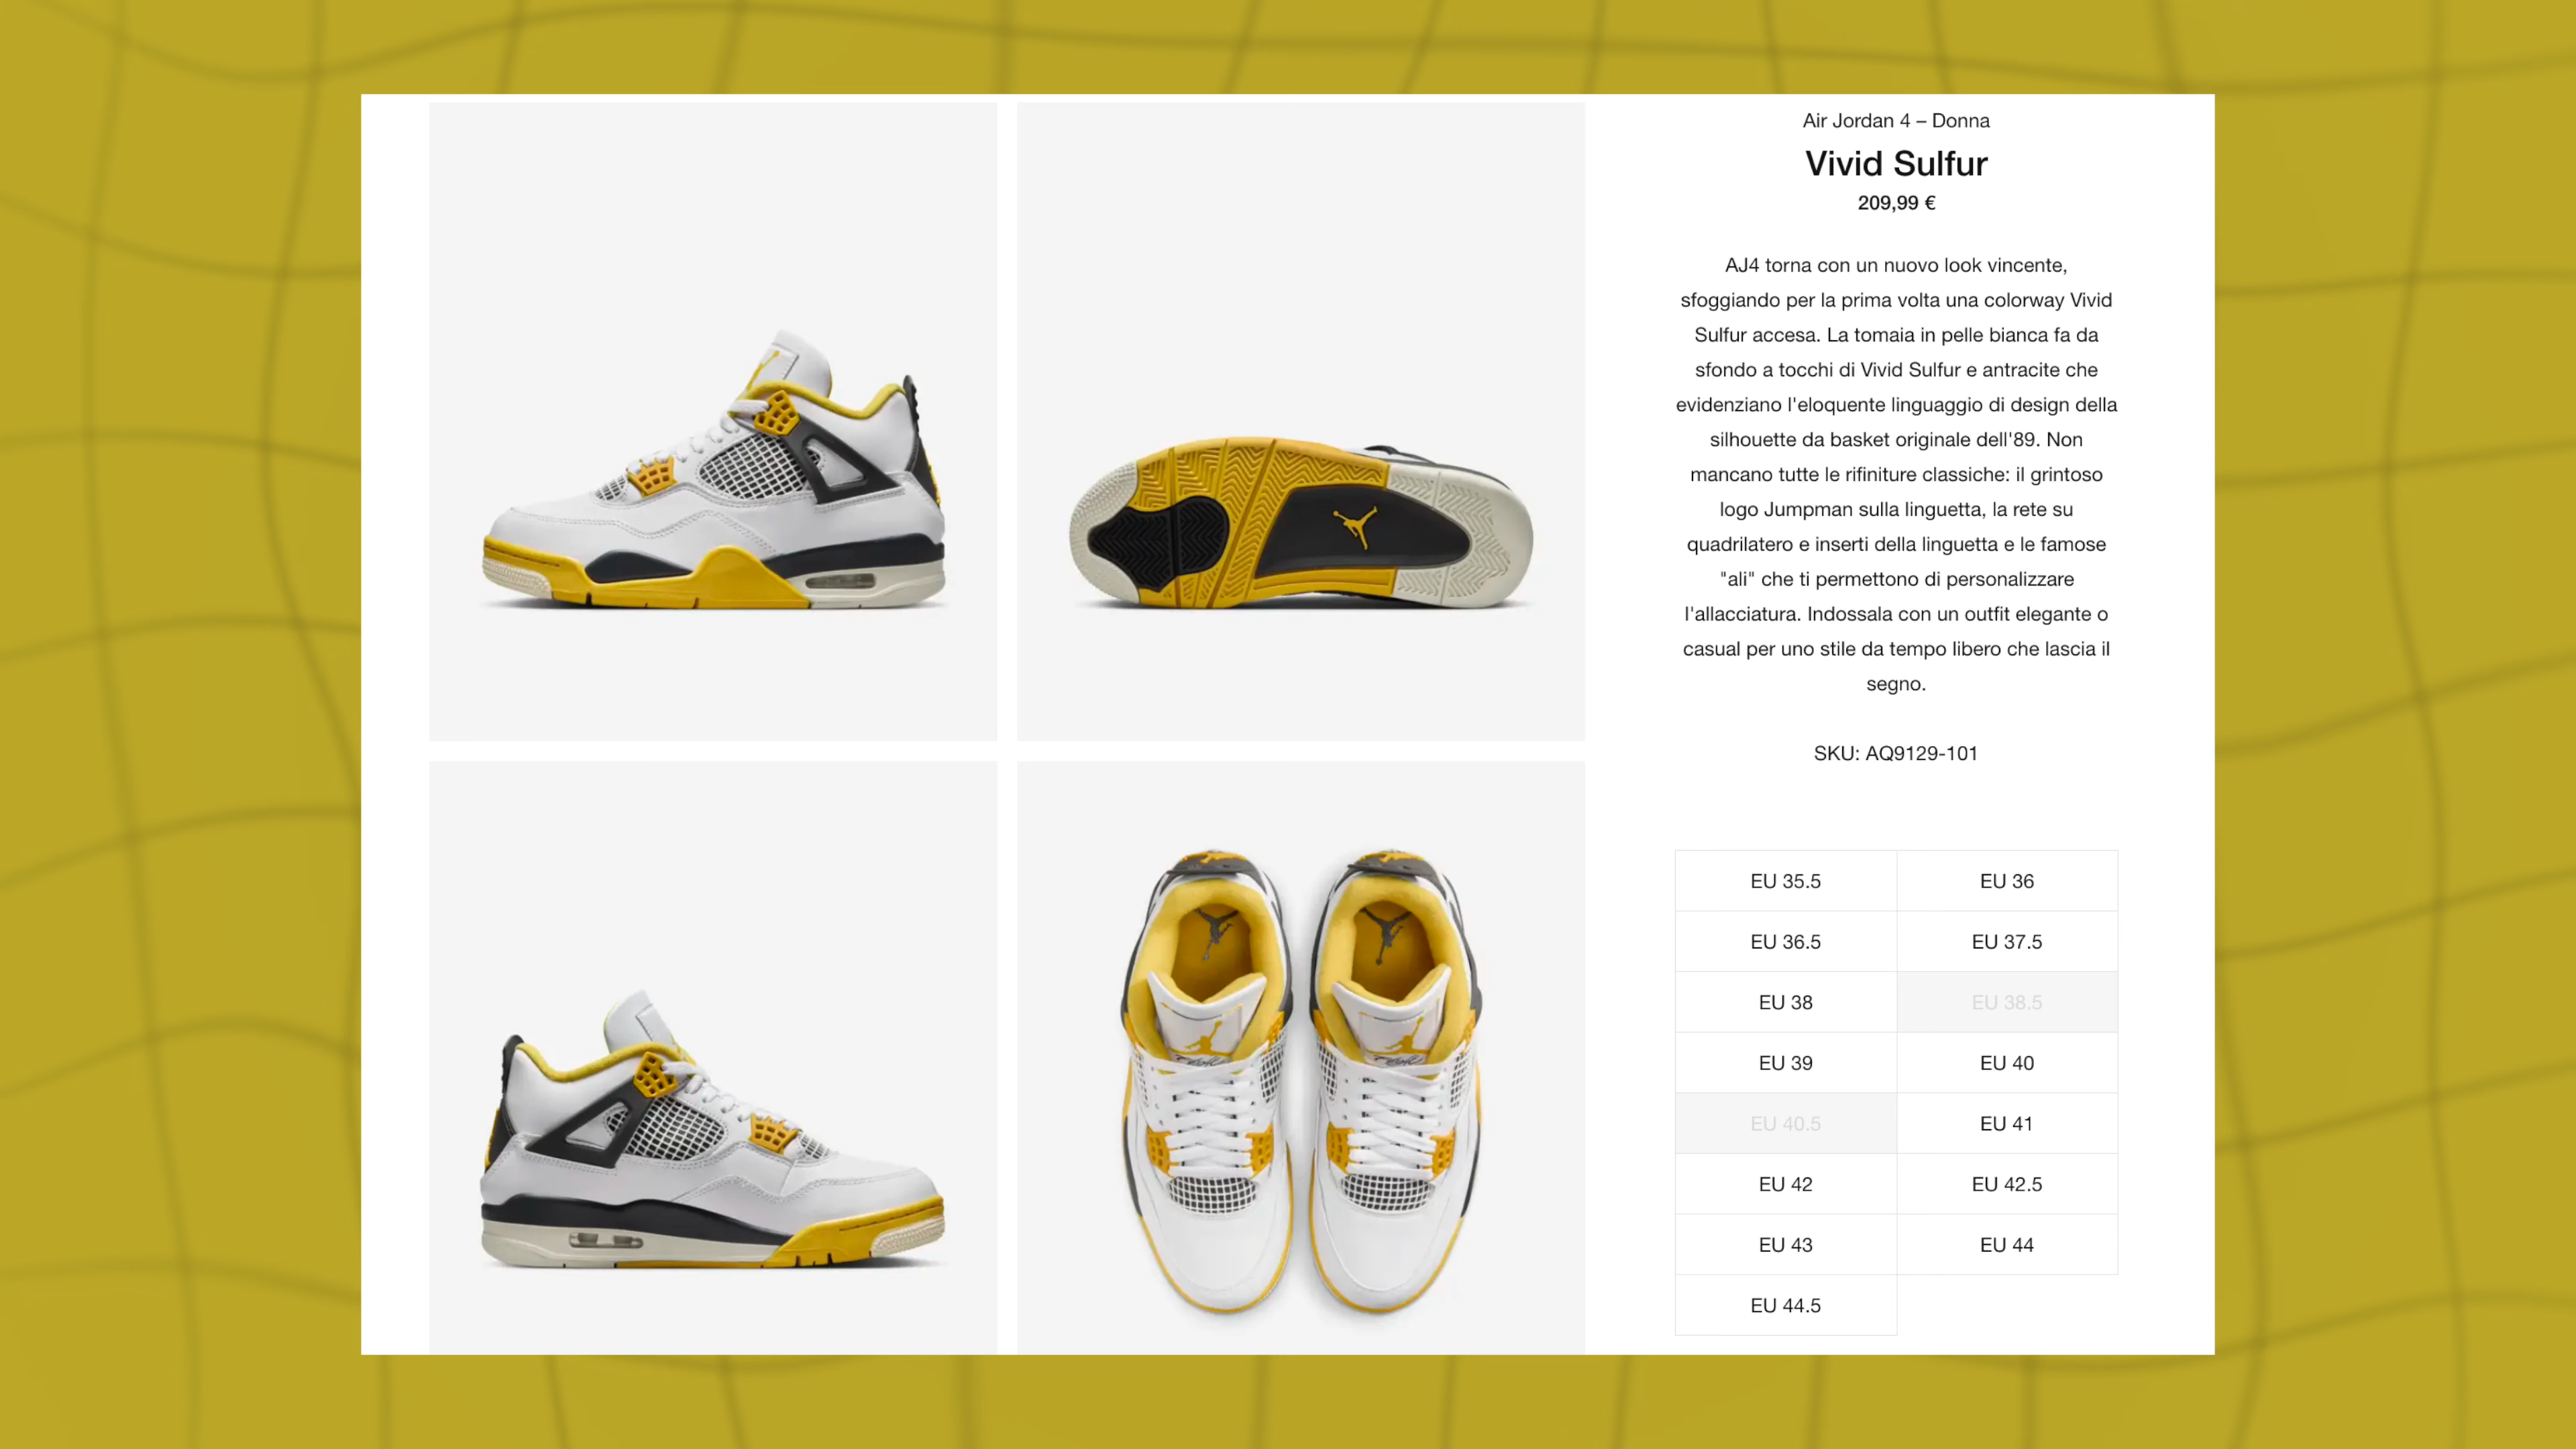 Air Jordan 4 – Donna
Vivid Sulfur
209,99 €
AJ4 torna con un nuovo look vincente,
sfoggiando per la prima volta una colorway Vivid
Sulfur accesa. La tomaia in pelle bianca fa da
sfondo a tocchi di Vivid Sulfur e antracite che
evidenziano l'eloquente linguaggio di design della
silhouette da basket originale dell'89. Non
mancano tutte le rifiniture classiche: il grintoso
logo Jumpman sulla linguetta, la rete su
quadrilatero e inserti della linguetta e le famose
"ali" che ti permettono di personalizzare
l'allacciatura. Indossala con un outfit elegante o
casual per uno stile da tempo libero che lascia il
segno.
SKU: AQ9129-101
EU 35.5
EU 36
EU 36.5
EU 37.5
EU 38
EU 38.5
EU 39
EU 40
EU 40.5
EU 41
EU 42
EU 42.5
EU 43
EU 44
EU 44.5